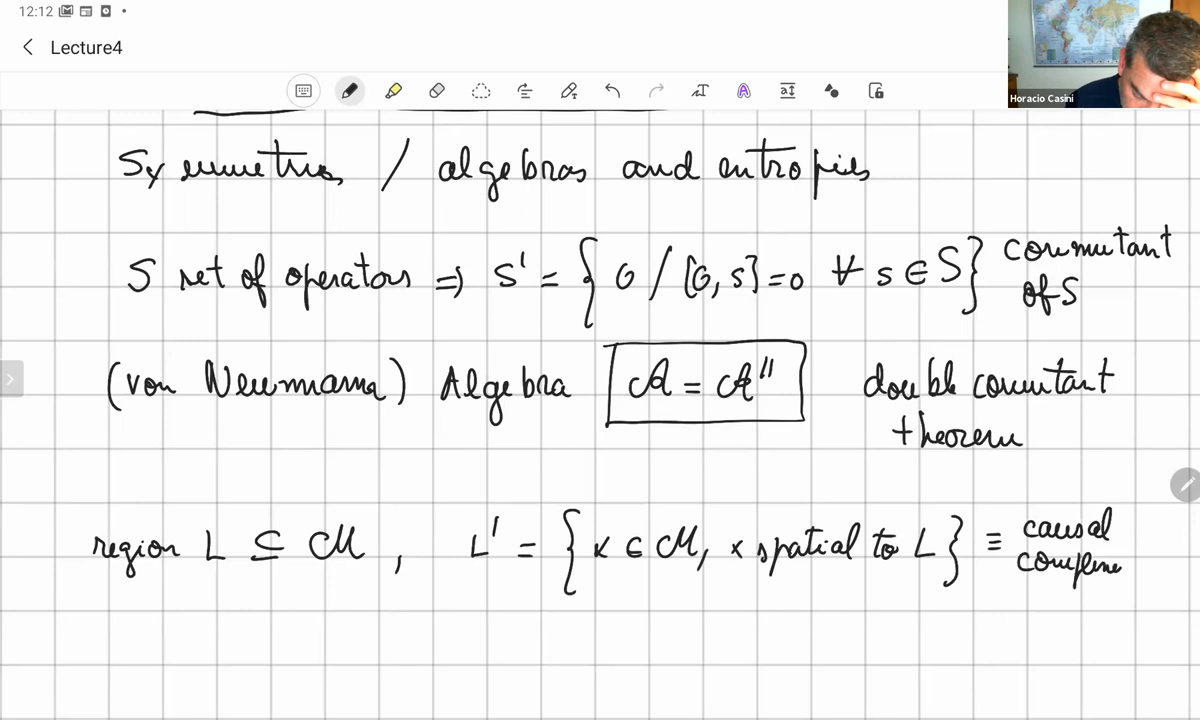 12:12
Lecture4
Horacio Casini
Symmetries / algebras and entropies
S set of operators ⇒ S' = { O / [O, s] = 0 ∀ s ∈ S } commutant of S
(von Neumann) Algebra A = A'' double commutant theorem
region L ⊆ M, L' = { x ∈ M, x spatial to L } ≡ causal compleme